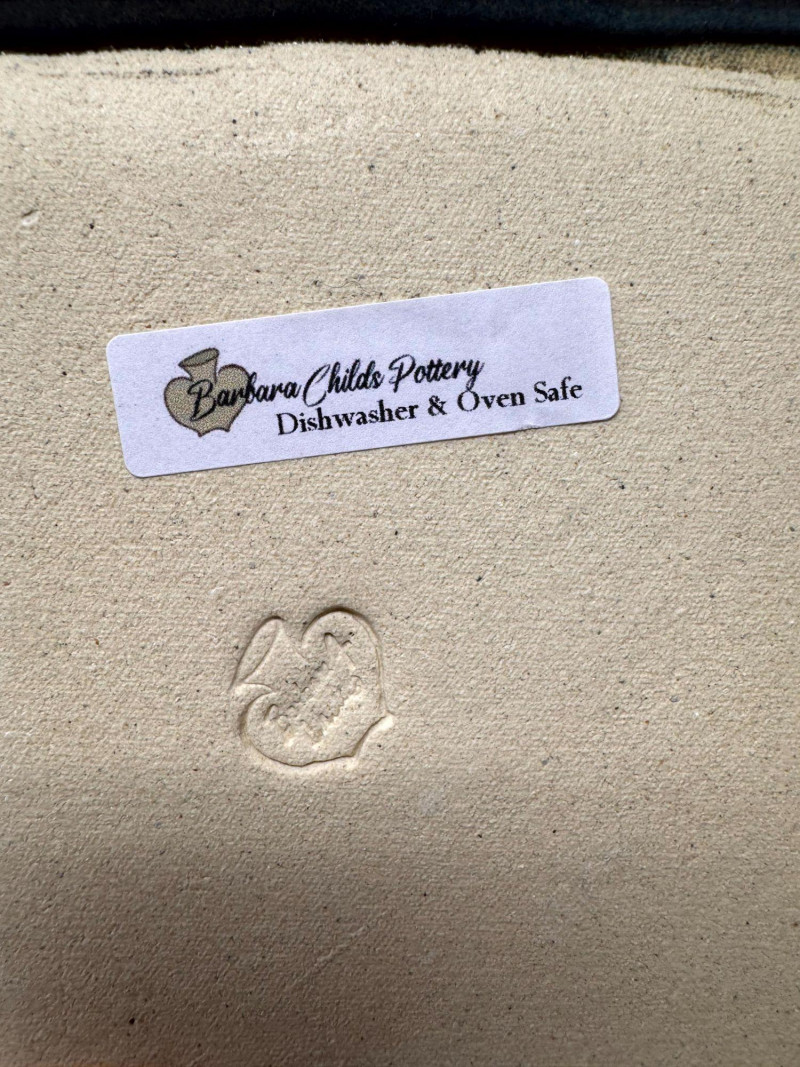 Barbara Childs Pottery
Dishwasher & Oven Safe